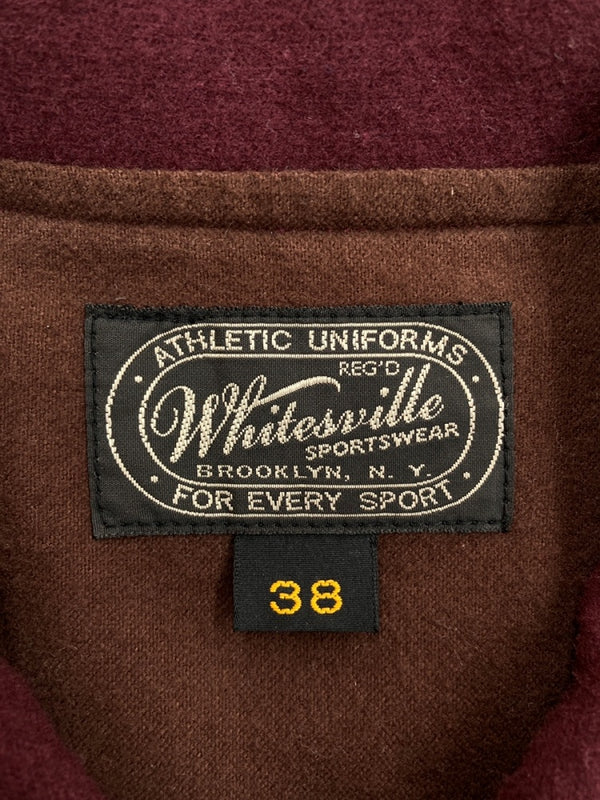 · ATHLETIC UNIFORMS ·
REG'D
Whitesville
SPORTSWEAR
BROOKLYN, N. Y.
· FOR EVERY SPORT ·
38